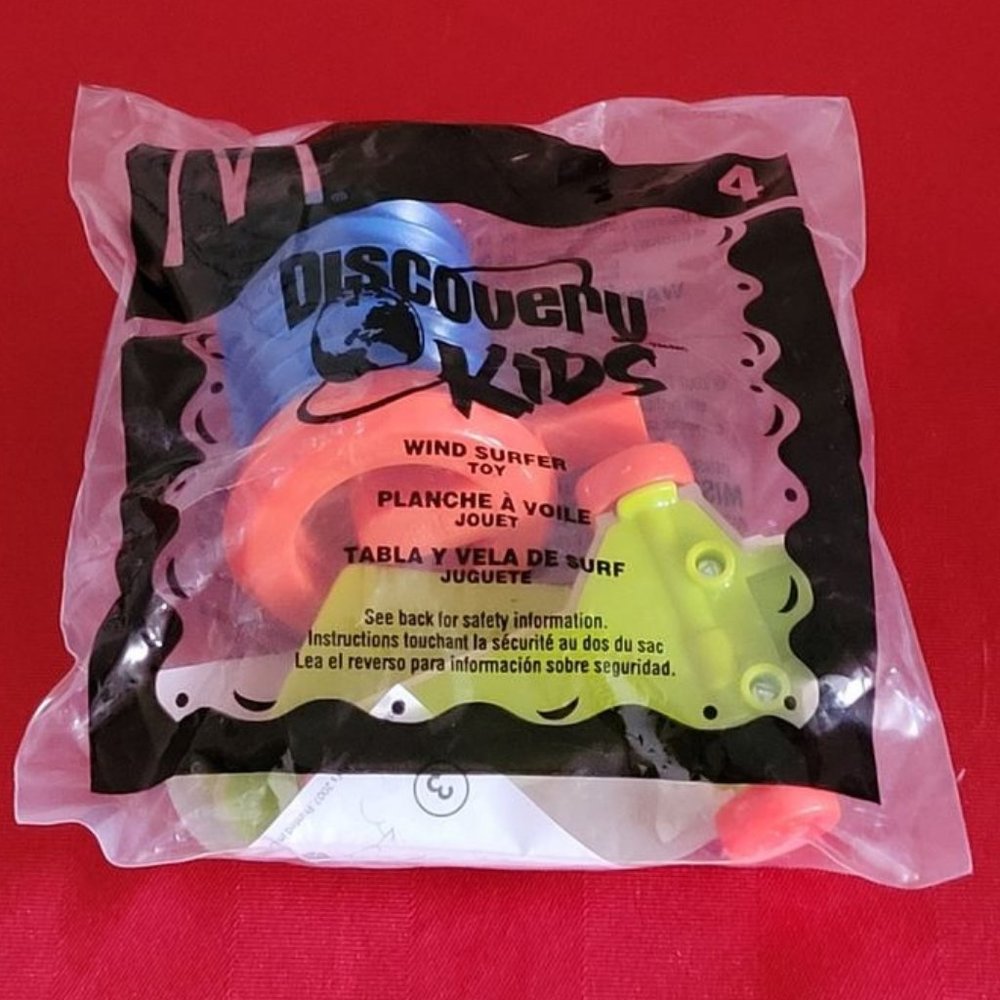 M
4
DISCOVERY
KIDS
WIND SURFER
TOY
PLANCHE À VOILE
JOUET
TABLA Y VELA DE SURF
JUGUETE
See back for safety information.
Instructions touchant la sécurité au dos du sac
Lea el reverso para información sobre seguridad.
3